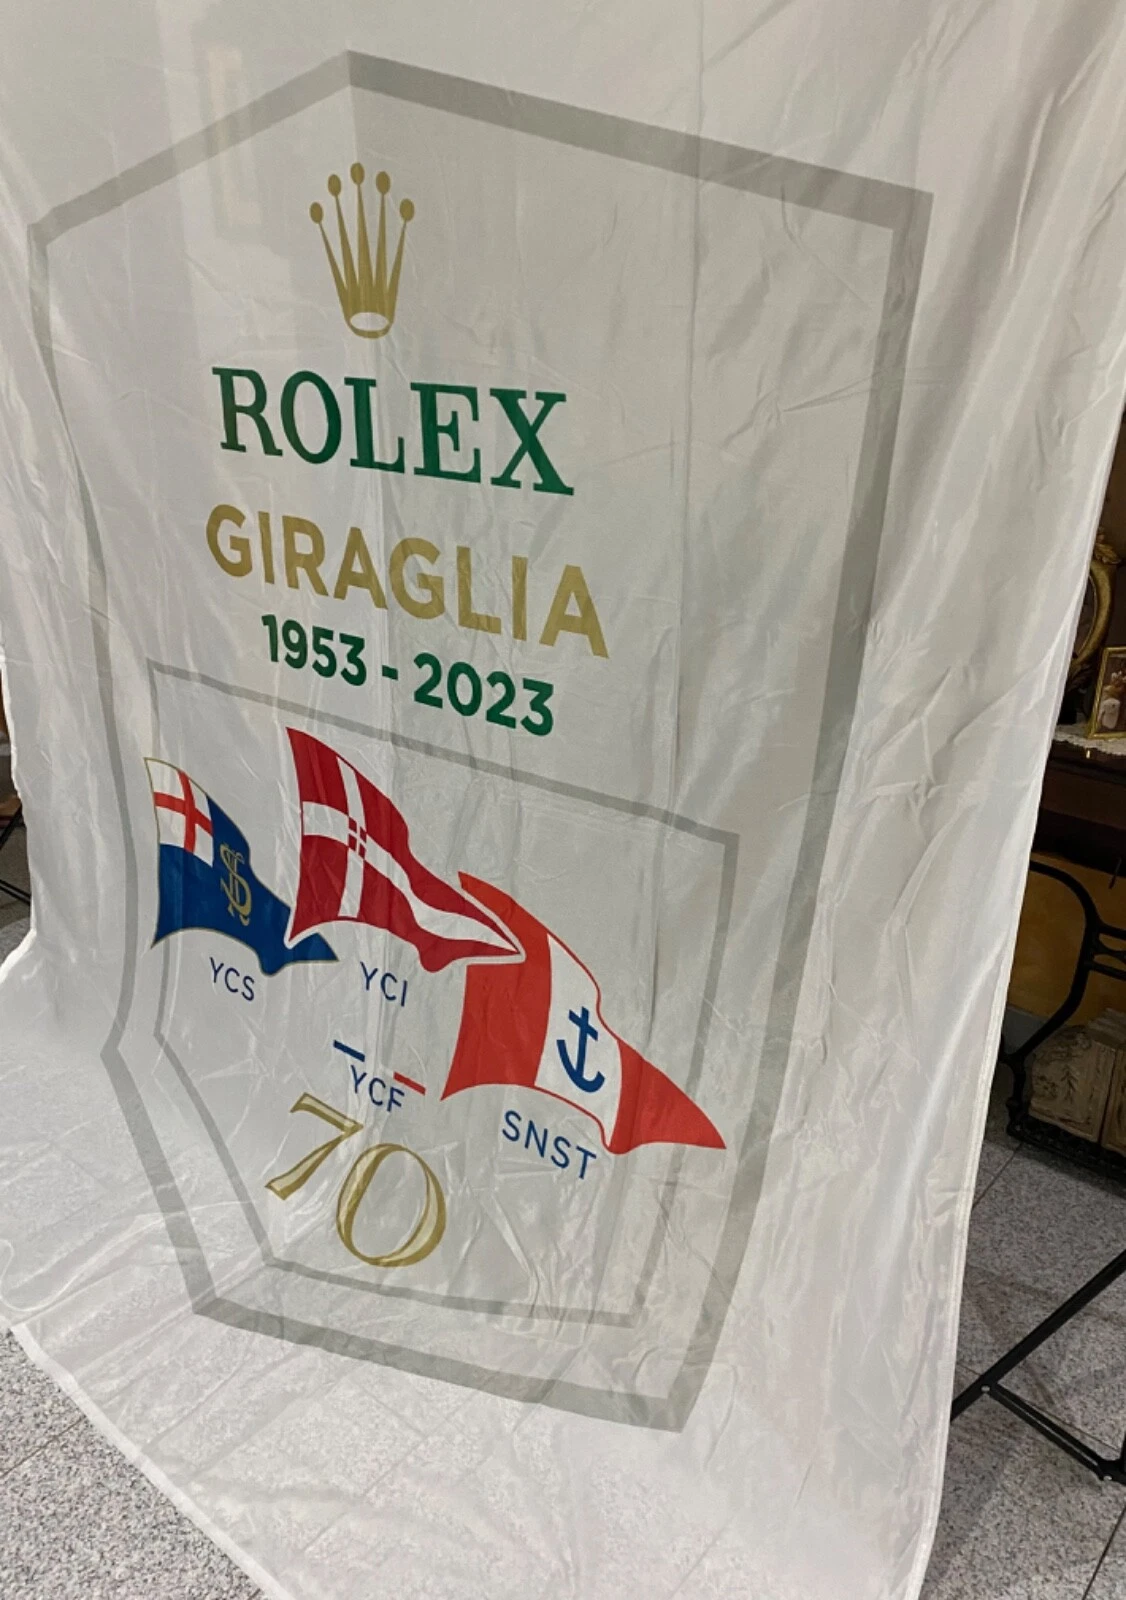 ROLEX
GIRAGLIA
1953 - 2023
YCS
YCI
YCF
SNST
70